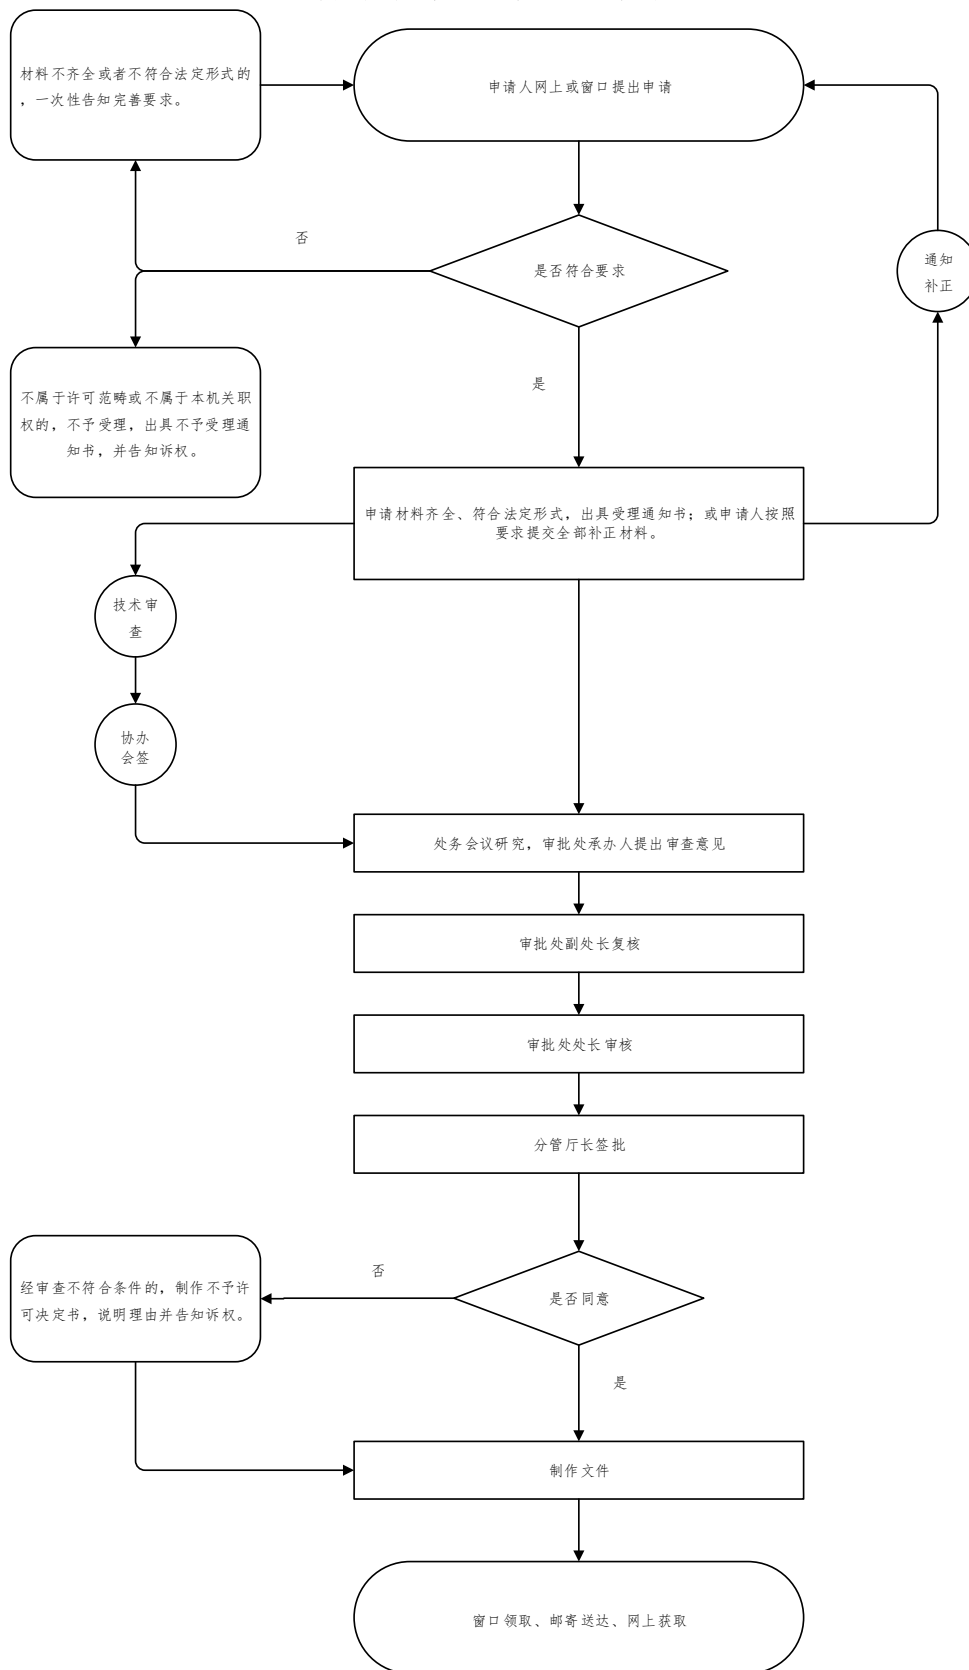 材料不齐全或者不符合法定形式的
，一次性告知完善要求。
申请人网上或窗口提出申请
否
是否符合要求
通知
补正
是
不属于许可范畴或不属于本机关职
权的，不予受理，出具不予受理通
知书，并告知诉权。
申请材料齐全、符合法定形式，出具受理通知书；或申请人按照
要求提交全部补正材料。
技术审
查
协办
会签
处务会议研究，审批处承办人提出审查意见
审批处副处长复核
审批处处长审核
分管厅长签批
否
经审查不符合条件的，制作不予许
可决定书，说明理由并告知诉权。
是否同意
是
制作文件
窗口领取、邮寄送达、网上获取